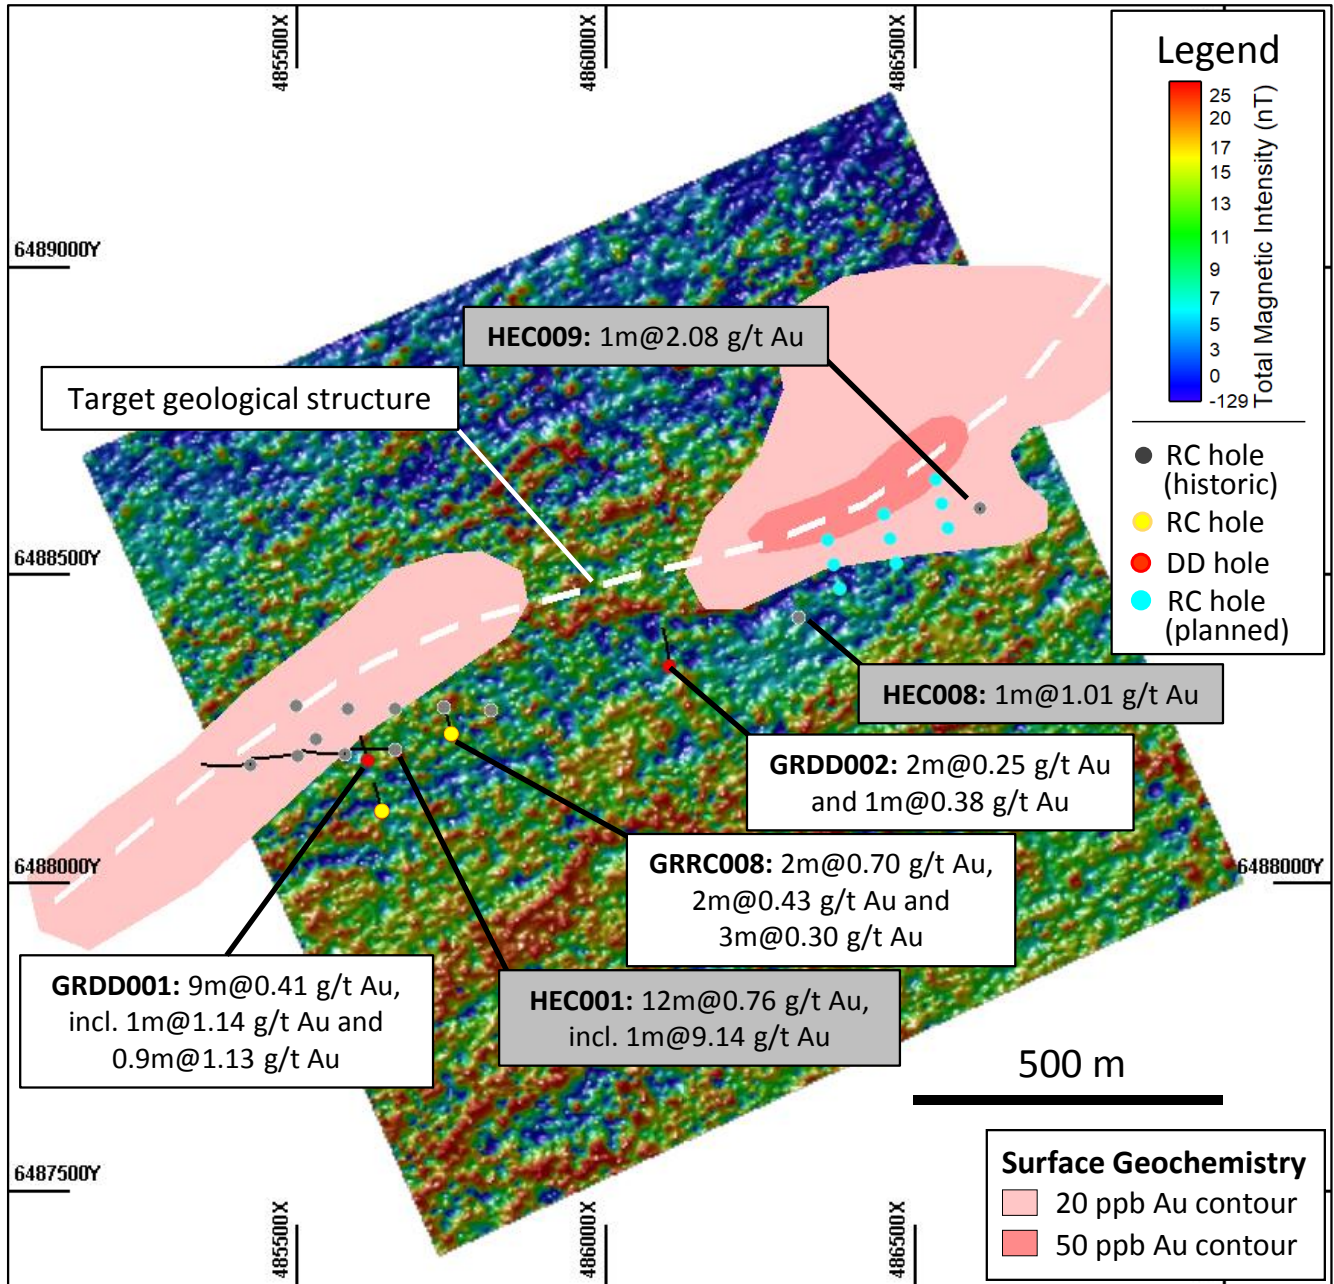 485500X
486000X
486500X
Legend
25
20
17
15
13
11
9
7
5
3
0
-129
Total Magnetic Intensity (nT)
RC hole
(historic)
RC hole
DD hole
RC hole
(planned)
6489000Y
HEC009: 1m@2.08 g/t Au
Target geological structure
6488500Y
HEC008: 1m@1.01 g/t Au
GRDD002: 2m@0.25 g/t Au
and 1m@0.38 g/t Au
GRRC008: 2m@0.70 g/t Au,
2m@0.43 g/t Au and
3m@0.30 g/t Au
6488000Y
6488000Y
GRDD001: 9m@0.41 g/t Au,
incl. 1m@1.14 g/t Au and
0.9m@1.13 g/t Au
HEC001: 12m@0.76 g/t Au,
incl. 1m@9.14 g/t Au
500 m
6487500Y
Surface Geochemistry
20 ppb Au contour
50 ppb Au contour
485500X
486000X
486500X